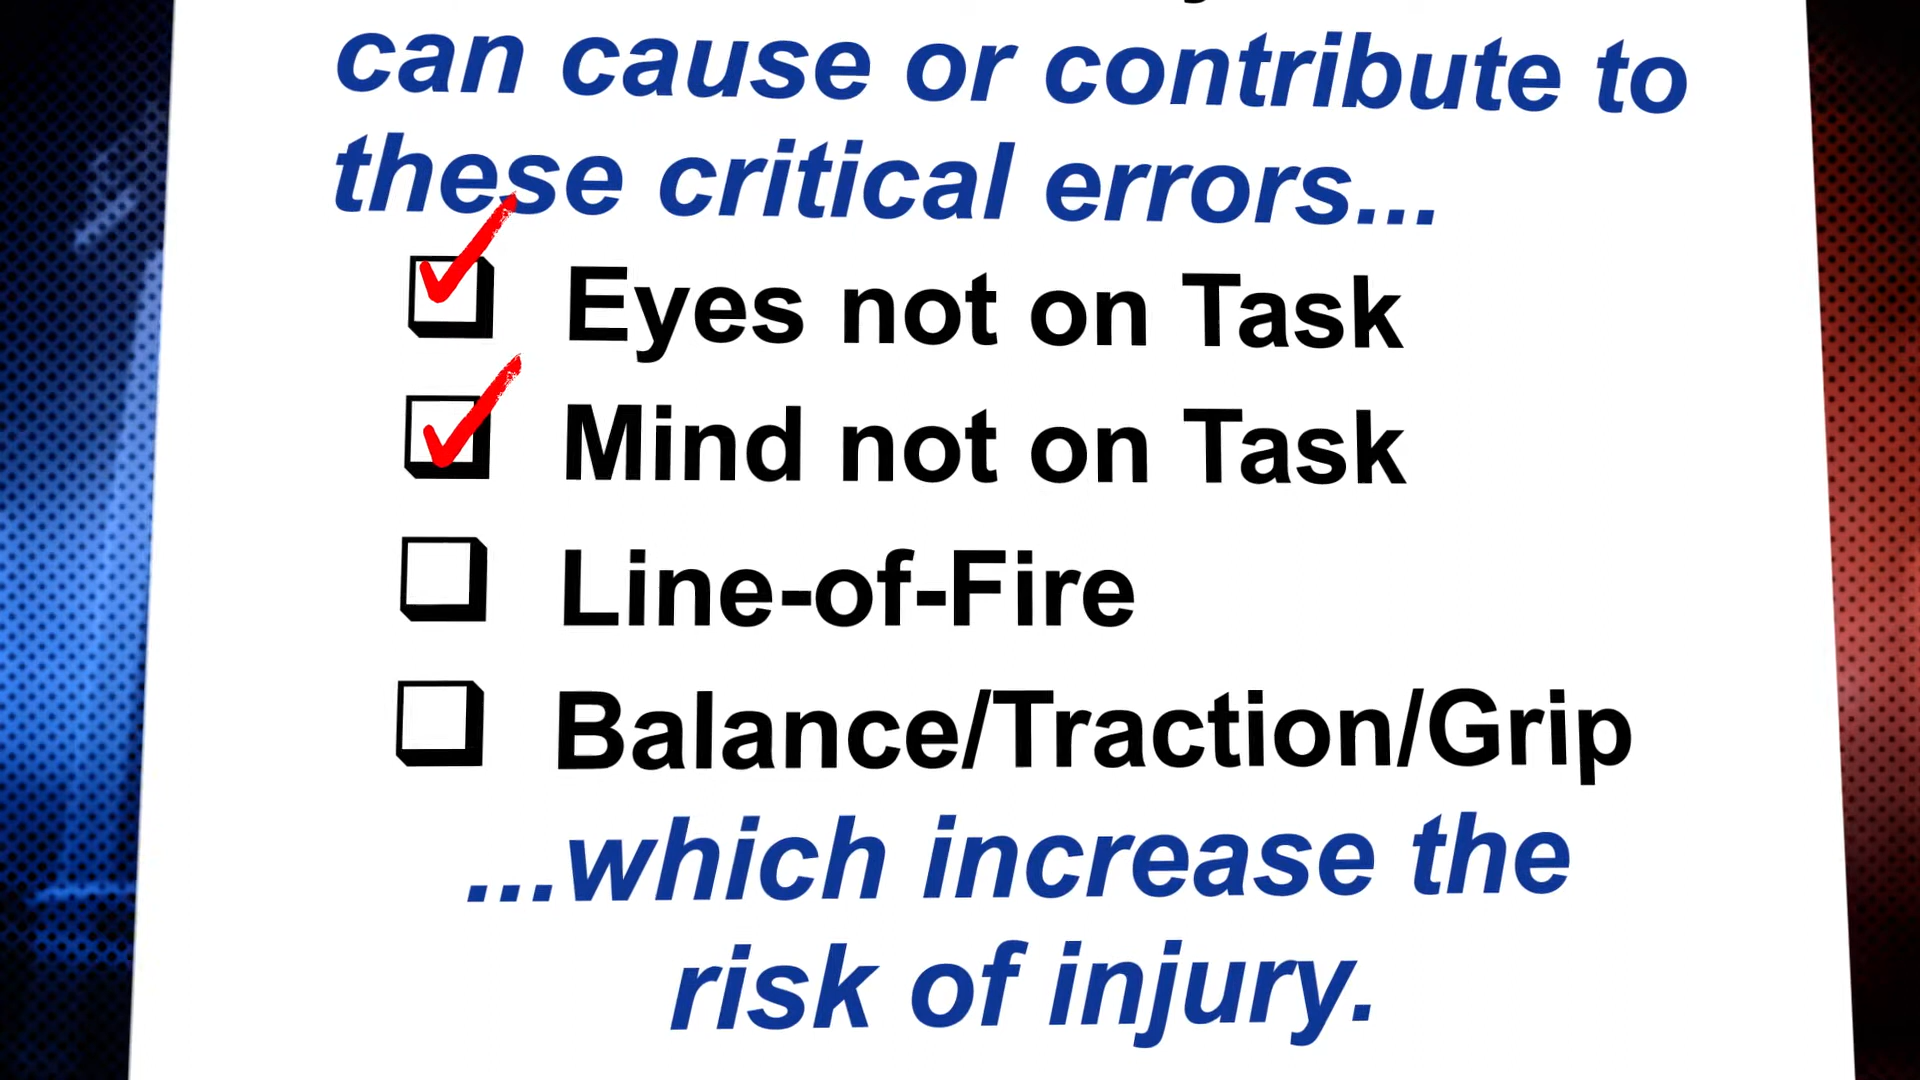 can cause or contribute to
these critical errors...
Eyes not on Task
Mind not on Task
Line-of-Fire
Balance/Traction/Grip
...which increase the
risk of injury.